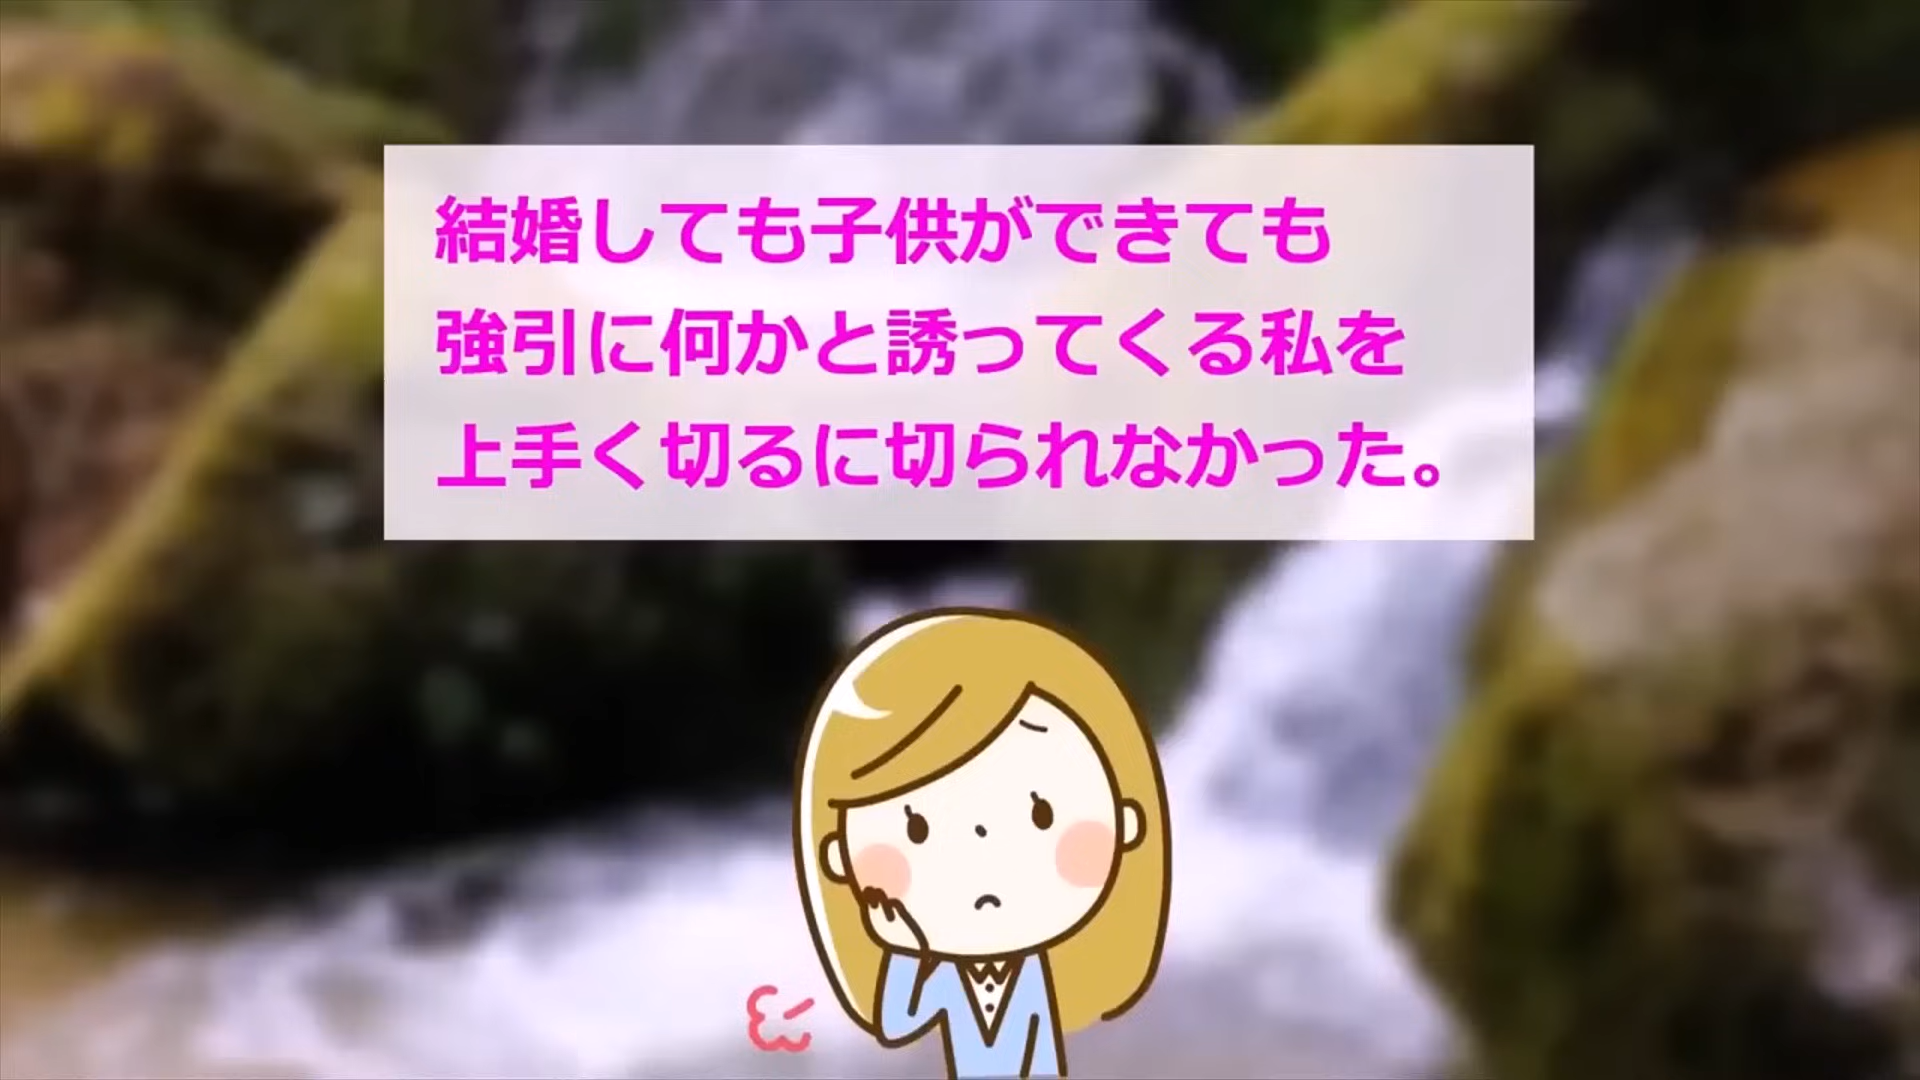 結婚しても子供ができても
強引に何かと誘ってくる私を
上手く切るに切られなかった。